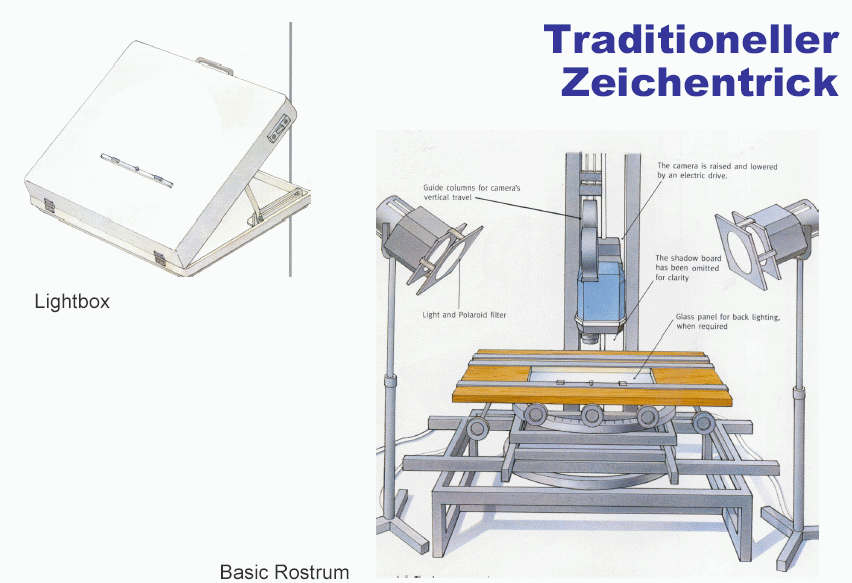 Traditioneller
Zeichentrick
Lightbox
Guide columns for camera's
vertical travel
The camera is raised and lowered
by an electric drive.
The shadow board
has been omitted
for clarity
Light and Polaroid filter
Glass panel for back lighting,
when required
Basic Rostrum